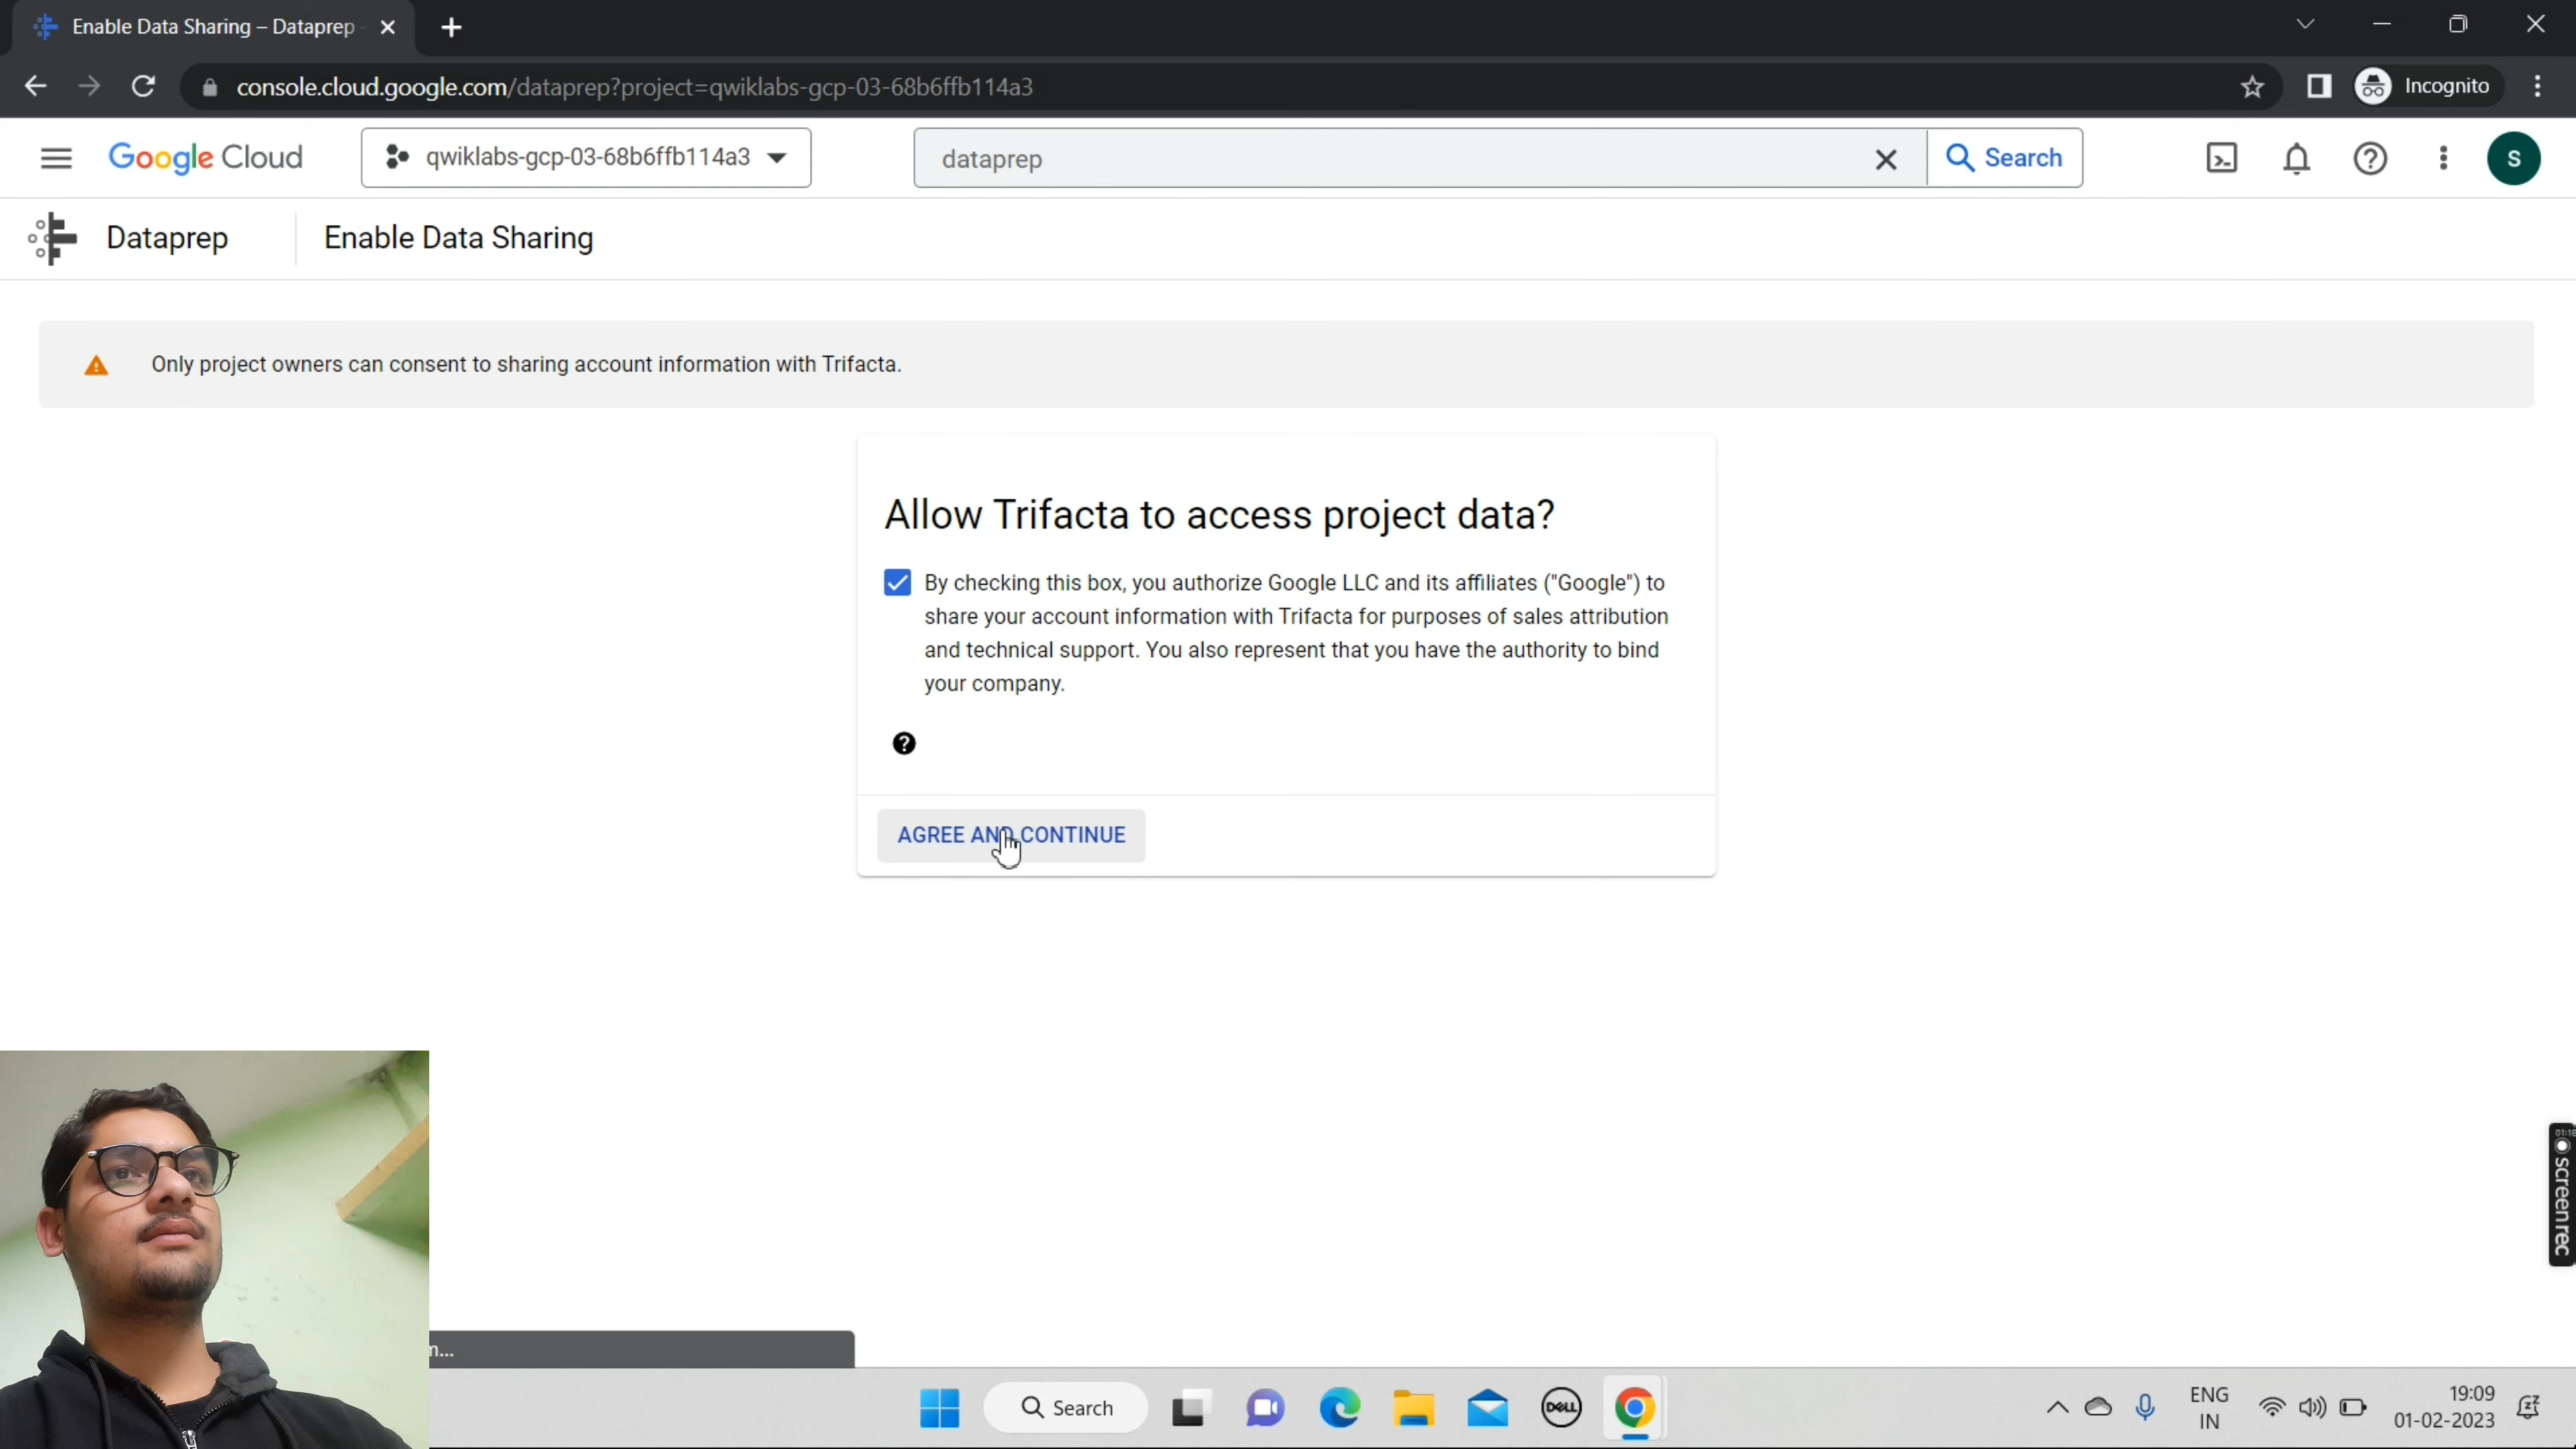 Enable Data Sharing – Dataprep
console.cloud.google.com/dataprep?project=qwiklabs-gcp-03-68b6ffb114a3
Incognito
Google Cloud
qwiklabs-gcp-03-68b6ffb114a3
dataprep
Search
S
Dataprep
Enable Data Sharing
Only project owners can consent to sharing account information with Trifacta.
Allow Trifacta to access project data?
By checking this box, you authorize Google LLC and its affiliates ("Google") to
share your account information with Trifacta for purposes of sales attribution
and technical support. You also represent that you have the authority to bind
your company.
AGREE AND CONTINUE
screenrec
Search
DELL
ENG
IN
19:09
01-02-2023